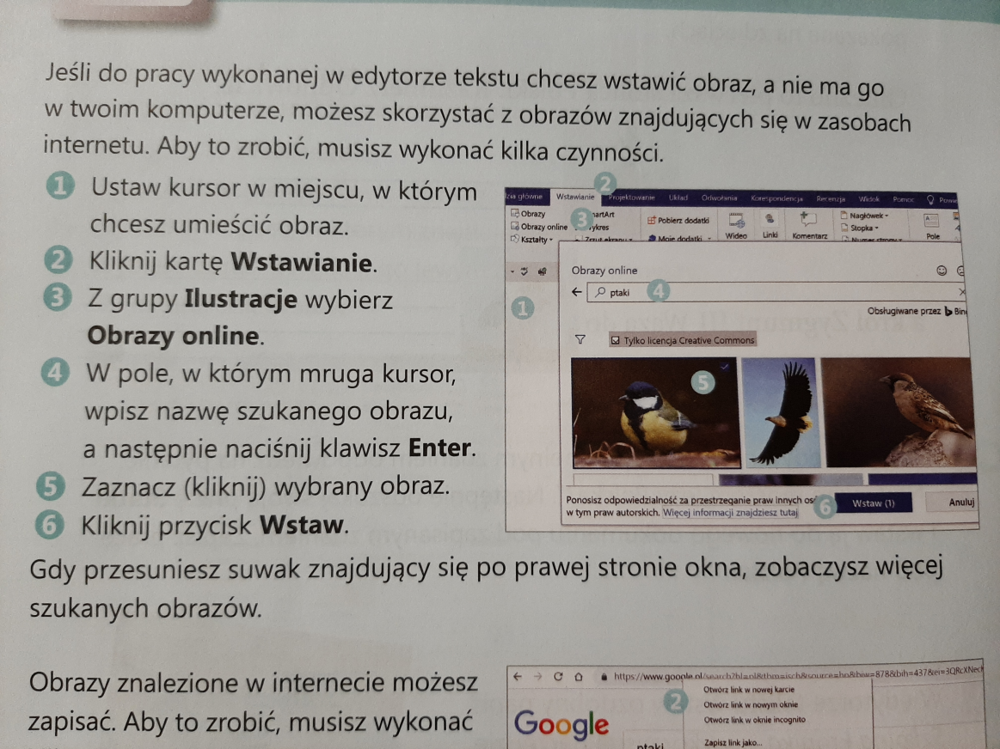 Jeśli do pracy wykonanej w edytorze tekstu chcesz wstawić obraz, a nie ma go
w twoim komputerze, możesz skorzystać z obrazów znajdujących się w zasobach
internetu. Aby to zrobić, musisz wykonać kilka czynności.
1 Ustaw kursor w miejscu, w którym
chcesz umieścić obraz.
2 Kliknij kartę Wstawianie.
3 Z grupy Ilustracje wybierz
Obrazy online.
4 W pole, w którym mruga kursor,
wpisz nazwę szukanego obrazu,
a następnie naciśnij klawisz Enter.
5 Zaznacz (kliknij) wybrany obraz.
6 Kliknij przycisk Wstaw.
2
główne Wstawianie Projektowanie Układ Odwołania Korespondencja Recenzja Widok Pomoc
Obrazy 3 Pobierz dodatki Nagłówek
Obrazy online Wideo Linki Komentarz Stopka Pole
Kształty Zrzut ekranu Moje dodatki Numer strony
Obrazy online
1
ptaki 4
Obsługiwane przez Bing
Tylko licencja Creative Commons
5
Ponosisz odpowiedzialność za przestrzeganie praw innych
w tym praw autorskich. Więcej informacji znajdziesz tutaj
6 Wstaw (1) Anuluj
Gdy przesuniesz suwak znajdujący się po prawej stronie okna, zobaczysz więcej
szukanych obrazów.
Obrazy znalezione w internecie możesz
zapisać. Aby to zrobić, musisz wykonać
https://www.google.pl/search?hl=pl&tbm=isch&source=hp&biw=878&bih=437&ei=3QRcXNec
2 Otwórz link w nowej karcie
Otwórz link w nowym oknie
Otwórz link w oknie incognito
Google
Zapisz link jako...
ptaki